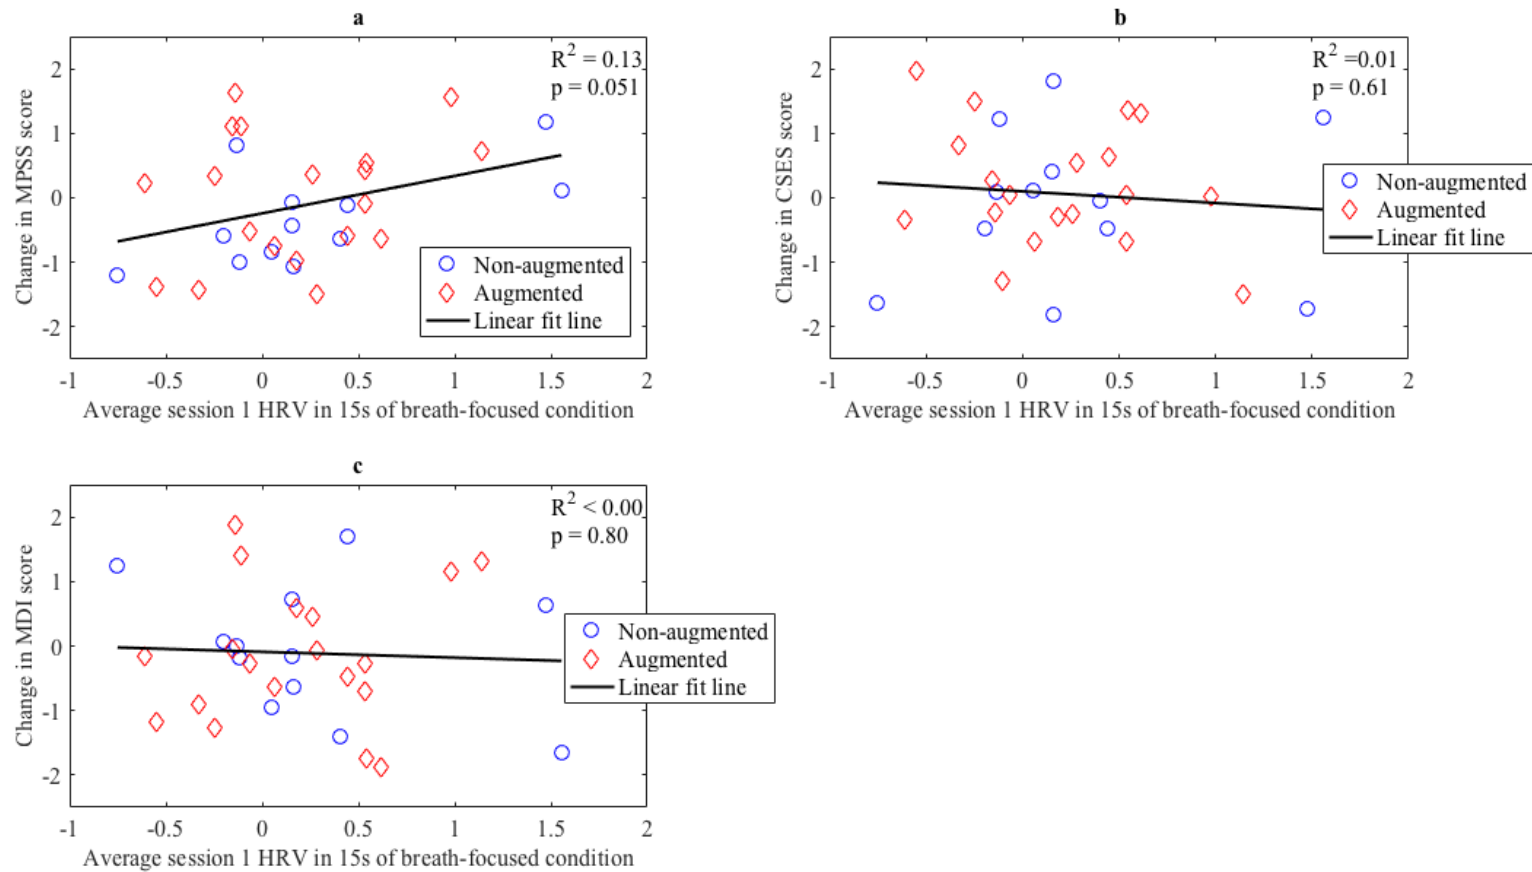 a
R² = 0.13
p = 0.051
2
1
0
-1
-2
Change in MPSS score
Non-augmented
Augmented
Linear fit line
-1 -0.5 0 0.5 1 1.5 2
Average session 1 HRV in 15s of breath-focused condition
b
R² =0.01
p = 0.61
2
1
0
-1
-2
Change in CSES score
Non-augmented
Augmented
Linear fit line
-1 -0.5 0 0.5 1 1.5 2
Average session 1 HRV in 15s of breath-focused condition
c
R² < 0.00
p = 0.80
2
1
0
-1
-2
Change in MDI score
Non-augmented
Augmented
Linear fit line
-1 -0.5 0 0.5 1 1.5 2
Average session 1 HRV in 15s of breath-focused condition